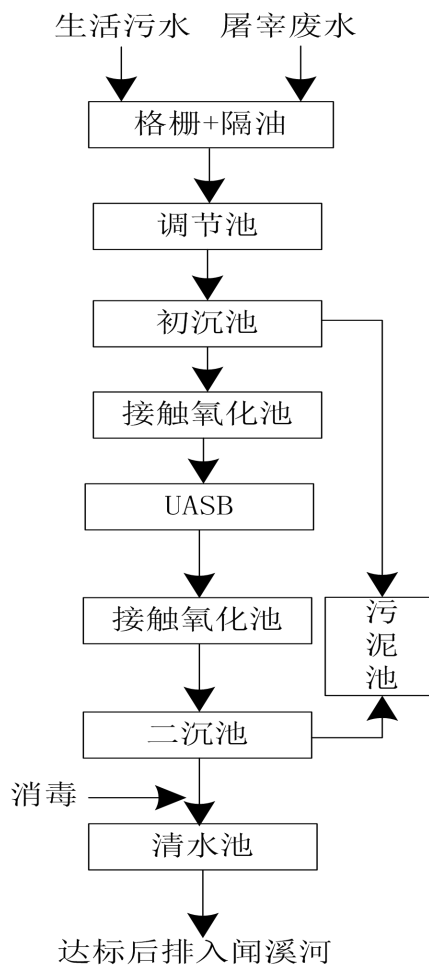 生活污水 屠宰废水
格栅+隔油
调节池
初沉池
接触氧化池
UASB
接触氧化池
污泥池
二沉池
消毒
清水池
达标后排入闻溪河